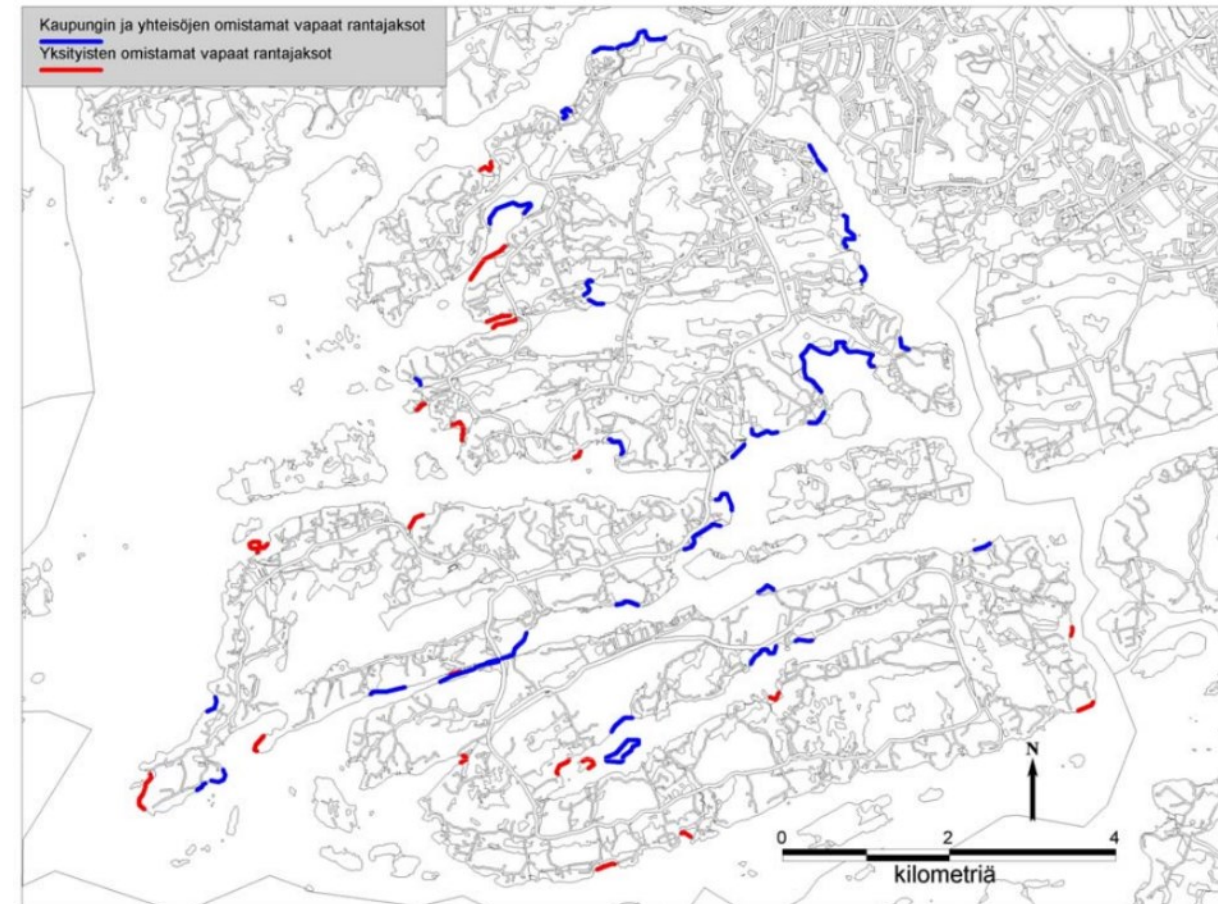 Kaupungin ja yhteisöjen omistamat vapaat rantajaksot
Yksityisten omistamat vapaat rantajaksot
N
0 2 4
kilometriä